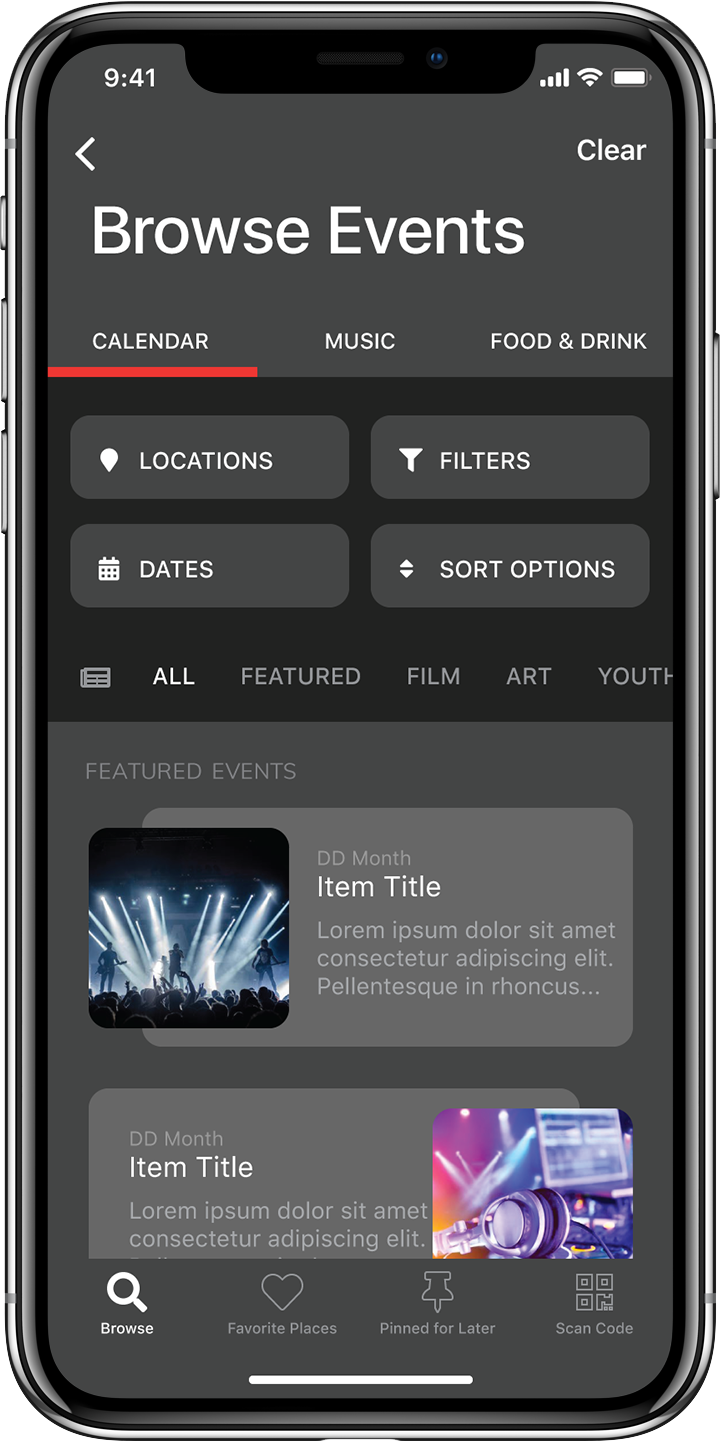 9:41
Clear
Browse Events
CALENDAR MUSIC FOOD & DRINK
LOCATIONS FILTERS
DATES SORT OPTIONS
ALL FEATURED FILM ART YOUTH
FEATURED EVENTS
DD Month
Item Title
Lorem ipsum dolor sit amet
consectetur adipiscing elit.
Pellentesque in rhoncus...
DD Month
Item Title
Lorem ipsum dolor sit amet
consectetur adipiscing elit.
Browse Favorite Places Pinned for Later Scan Code